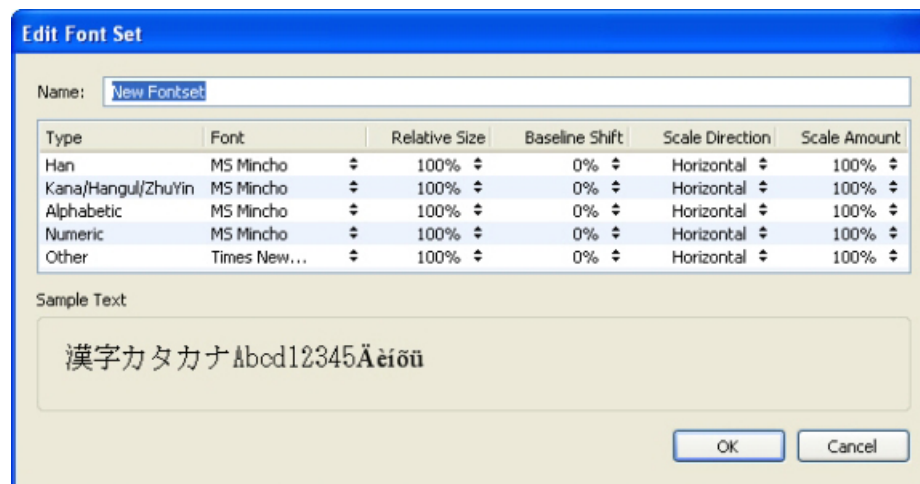 Edit Font Set
Name: New Fontset
Type Font Relative Size Baseline Shift Scale Direction Scale Amount
Han MS Mincho 100% 0% Horizontal 100%
Kana/Hangul/ZhuYin MS Mincho 100% 0% Horizontal 100%
Alphabetic MS Mincho 100% 0% Horizontal 100%
Numeric MS Mincho 100% 0% Horizontal 100%
Other Times New... 100% 0% Horizontal 100%
Sample Text
漢字カタカナAbcd12345Äèíõü
OK Cancel